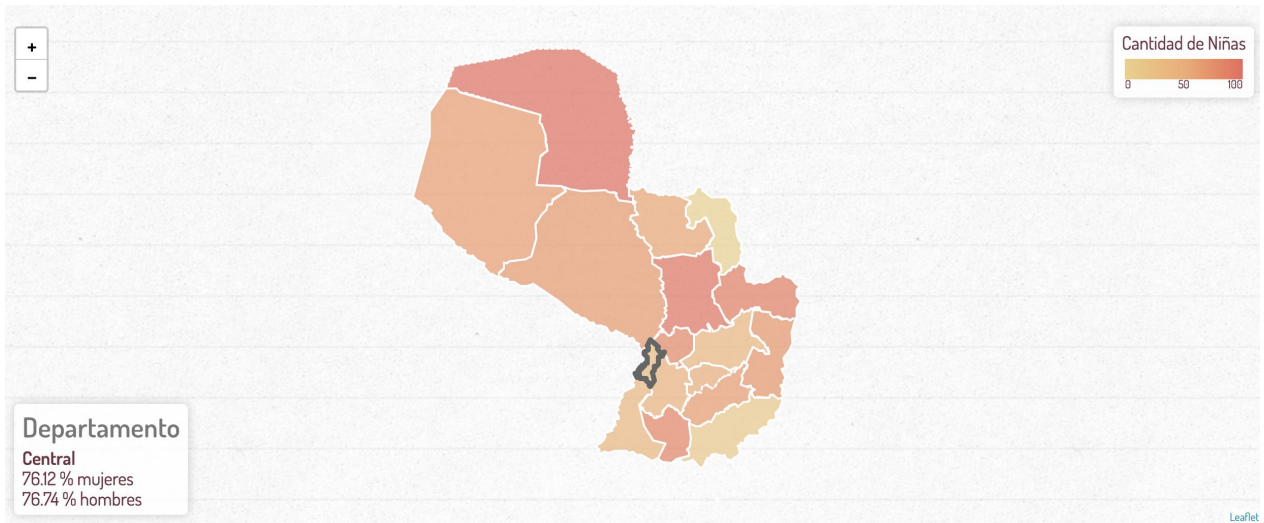 +
−
Cantidad de Niñas
0 50 100
Departamento
Central
76.12 % mujeres
76.74 % hombres
Leaflet